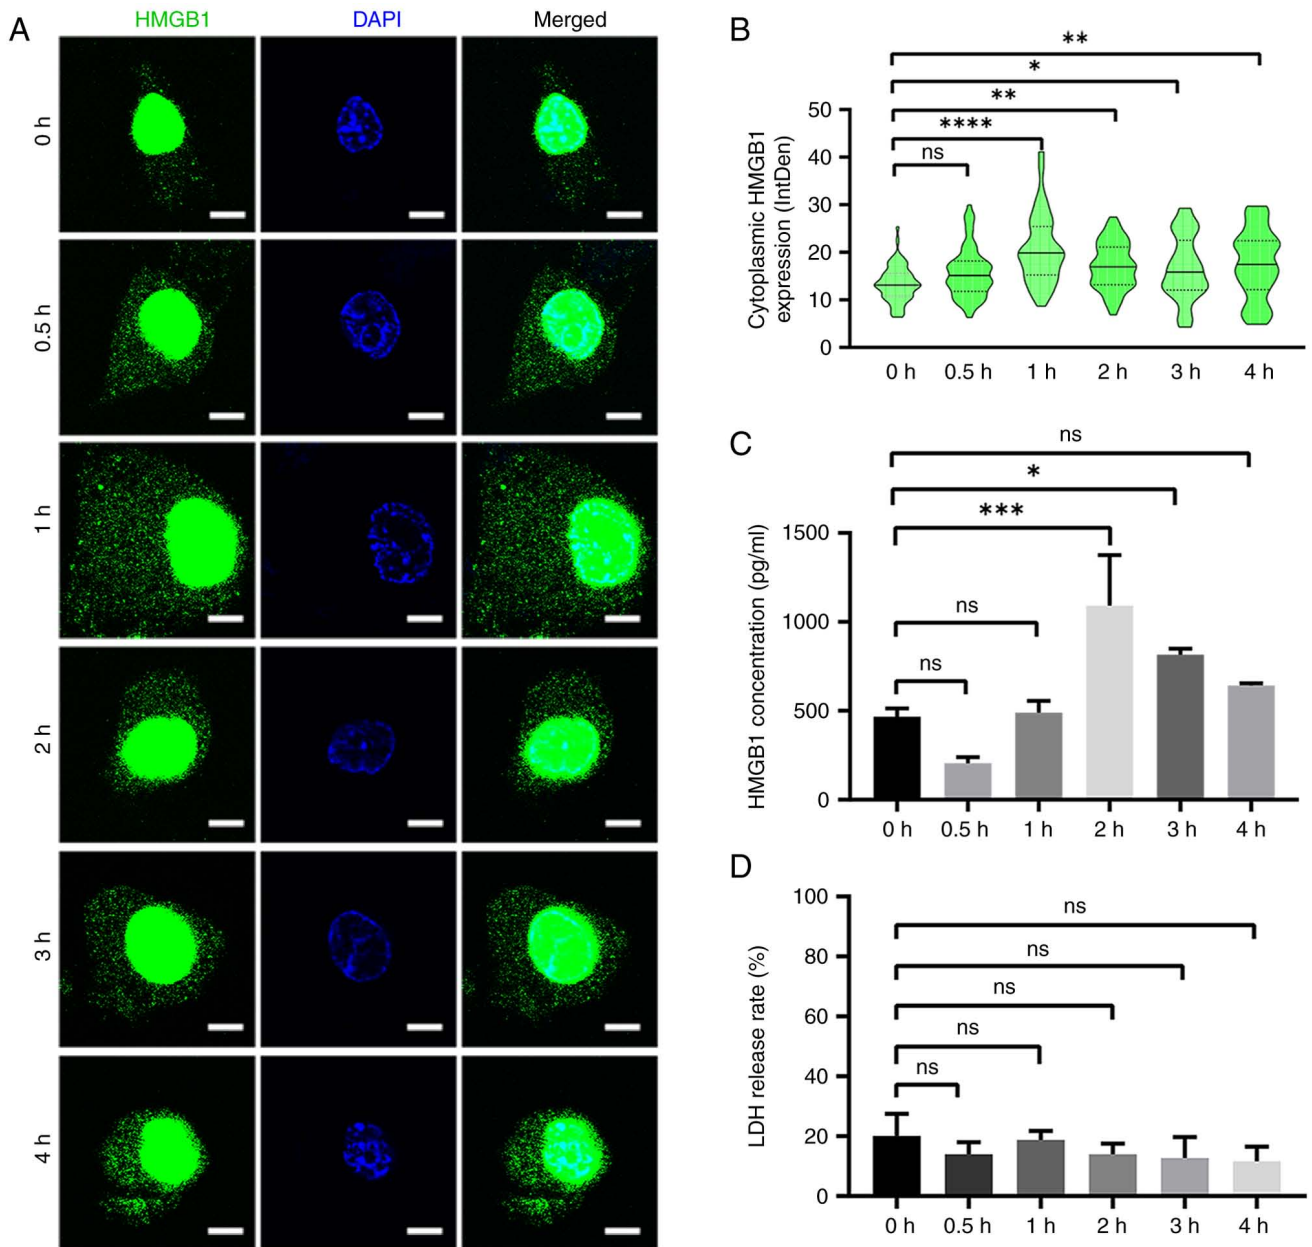 A
HMGB1 DAPI Merged
0 h
0.5 h
1 h
2 h
3 h
4 h
B
**
*
**
****
ns
Cytoplasmic HMGB1
expression (IntDen)
50
40
30
20
10
0
0 h 0.5 h 1 h 2 h 3 h 4 h
C
ns
*
***
ns
ns
HMGB1 concentration (pg/ml)
1500
1000
500
0
0 h 0.5 h 1 h 2 h 3 h 4 h
D
ns
ns
ns
ns
ns
LDH release rate (%)
100
80
60
40
20
0
0 h 0.5 h 1 h 2 h 3 h 4 h